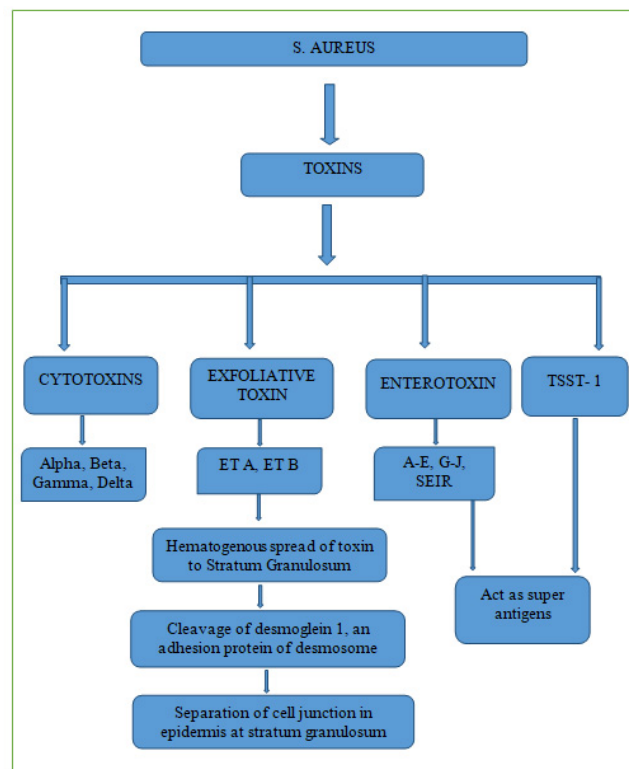 S. AUREUS
TOXINS
CYTOTOXINS
EXFOLIATIVE
TOXIN
ENTEROTOXIN
TSST- 1
Alpha, Beta,
Gamma, Delta
ET A, ET B
A-E, G-J,
SEIR
Hematogenous spread of toxin
to Stratum Granulosum
Act as super
antigens
Cleavage of desmoglein 1, an
adhesion protein of desmosome
Separation of cell junction in
epidermis at stratum granulosum